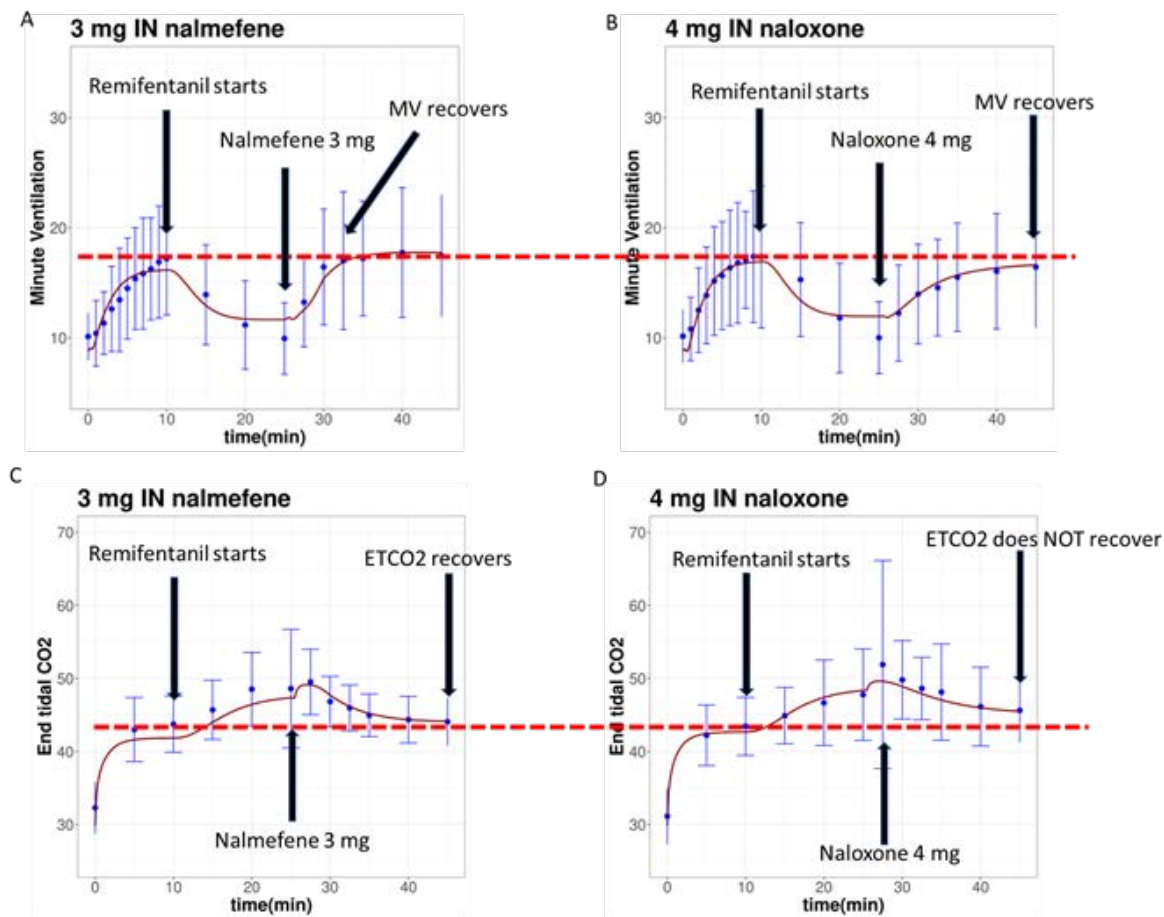 A
3 mg IN nalmefene
Remifentanil starts
Nalmefene 3 mg
MV recovers
Minute Ventilation
30
20
10
0 10 20 30 40
time(min)
B
4 mg IN naloxone
Remifentanil starts
Naloxone 4 mg
MV recovers
Minute Ventilation
30
20
10
0 10 20 30 40
time(min)
C
3 mg IN nalmefene
Remifentanil starts
ETCO2 recovers
Nalmefene 3 mg
End tidal CO2
70
60
50
40
30
0 10 20 30 40
time(min)
D
4 mg IN naloxone
Remifentanil starts
ETCO2 does NOT recover
Naloxone 4 mg
End tidal CO2
70
60
50
40
30
0 10 20 30 40
time(min)